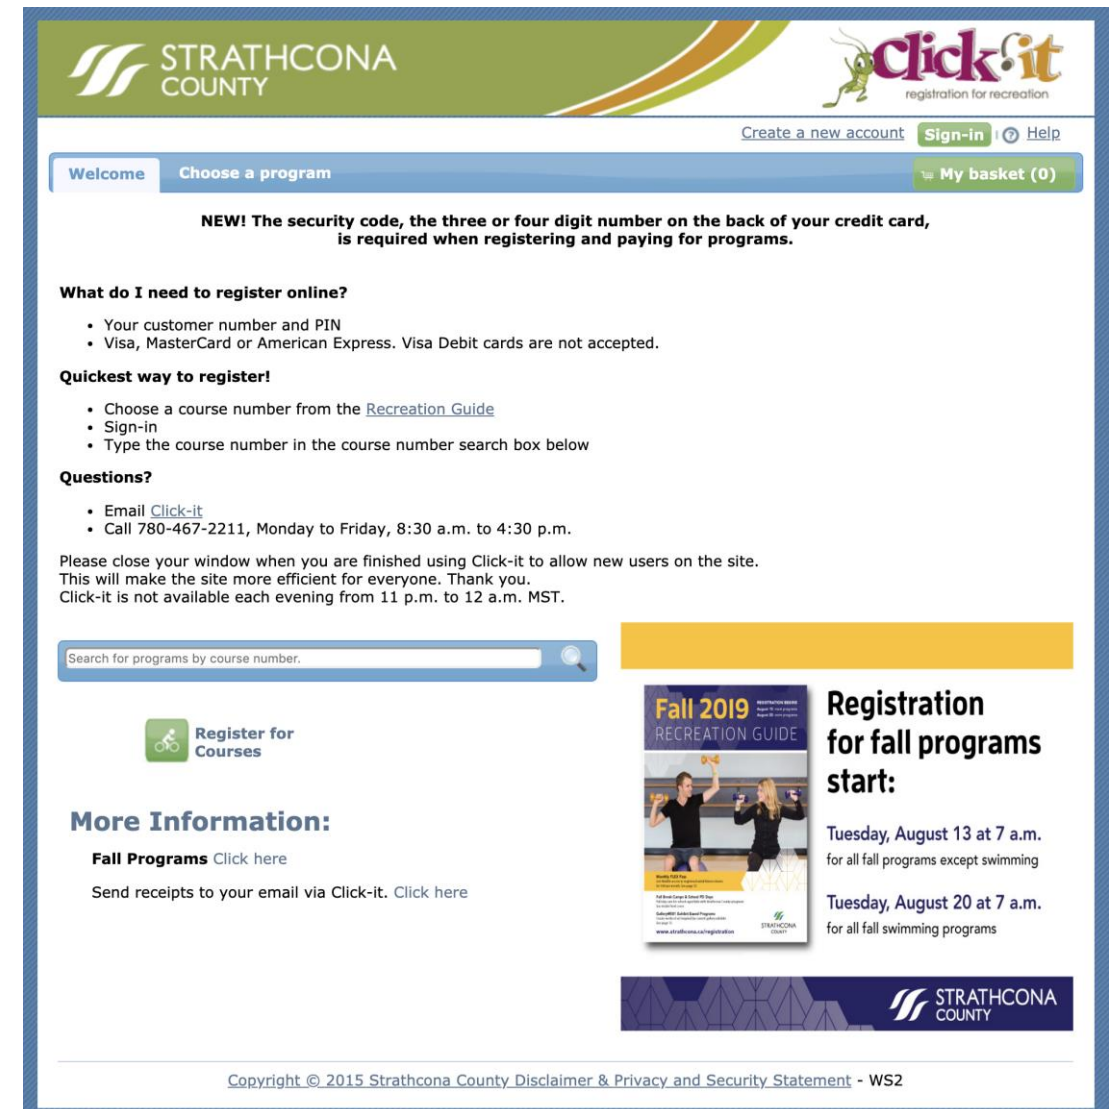 STRATHCONA
COUNTY
Click it
registration for recreation
Create a new account Sign-in | Help
Welcome Choose a program My basket (0)
NEW! The security code, the three or four digit number on the back of your credit card,
is required when registering and paying for programs.
What do I need to register online?
• Your customer number and PIN
• Visa, MasterCard or American Express. Visa Debit cards are not accepted.
Quickest way to register!
• Choose a course number from the Recreation Guide
• Sign-in
• Type the course number in the course number search box below
Questions?
• Email Click-it
• Call 780-467-2211, Monday to Friday, 8:30 a.m. to 4:30 p.m.
Please close your window when you are finished using Click-it to allow new users on the site.
This will make the site more efficient for everyone. Thank you.
Click-it is not available each evening from 11 p.m. to 12 a.m. MST.
Search for programs by course number.
Register for
Courses
More Information:
Fall Programs Click here
Send receipts to your email via Click-it. Click here
Fall 2019
RECREATION GUIDE
www.strathcona.ca/registration
STRATHCONA
COUNTY
Registration
for fall programs
start:
Tuesday, August 13 at 7 a.m.
for all fall programs except swimming
Tuesday, August 20 at 7 a.m.
for all fall swimming programs
STRATHCONA
COUNTY
Copyright © 2015 Strathcona County Disclaimer & Privacy and Security Statement - WS2